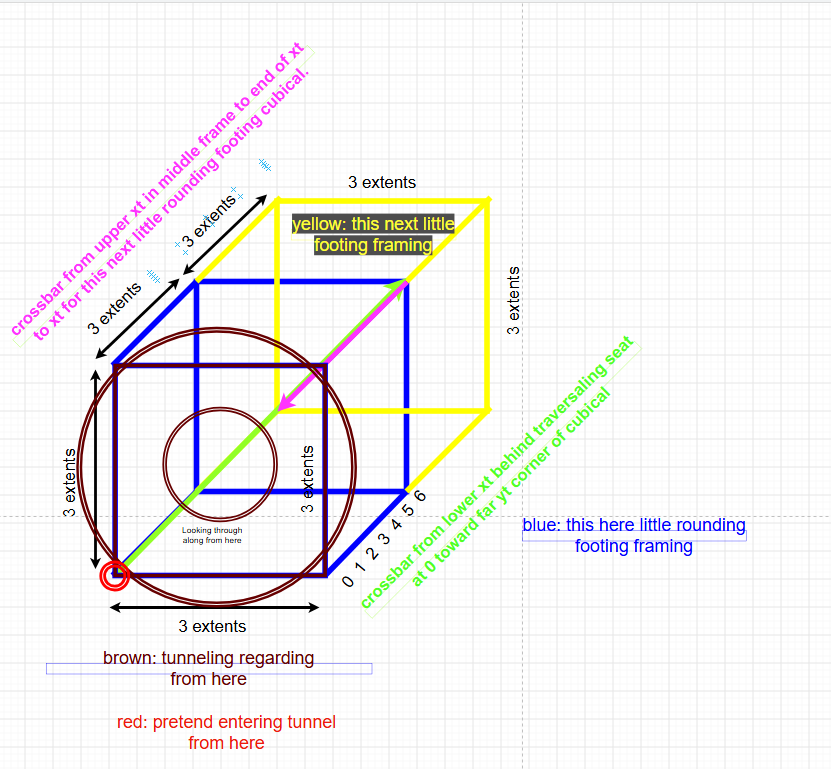 crossbar from upper xt in middle frame to end of xt
to xt for this next little rounding footing cubical.
3 extents
3 extents
yellow: this next little
footing framing
3 extents
3 extents
3 extents
3 extents
Looking through
along from here
0 1 2 3 4 5 6
crossbar from lower xt behind traversaling seat
at 0 toward far yt corner of cubical
blue: this here little rounding
footing framing
3 extents
brown: tunneling regarding
from here
red: pretend entering tunnel
from here